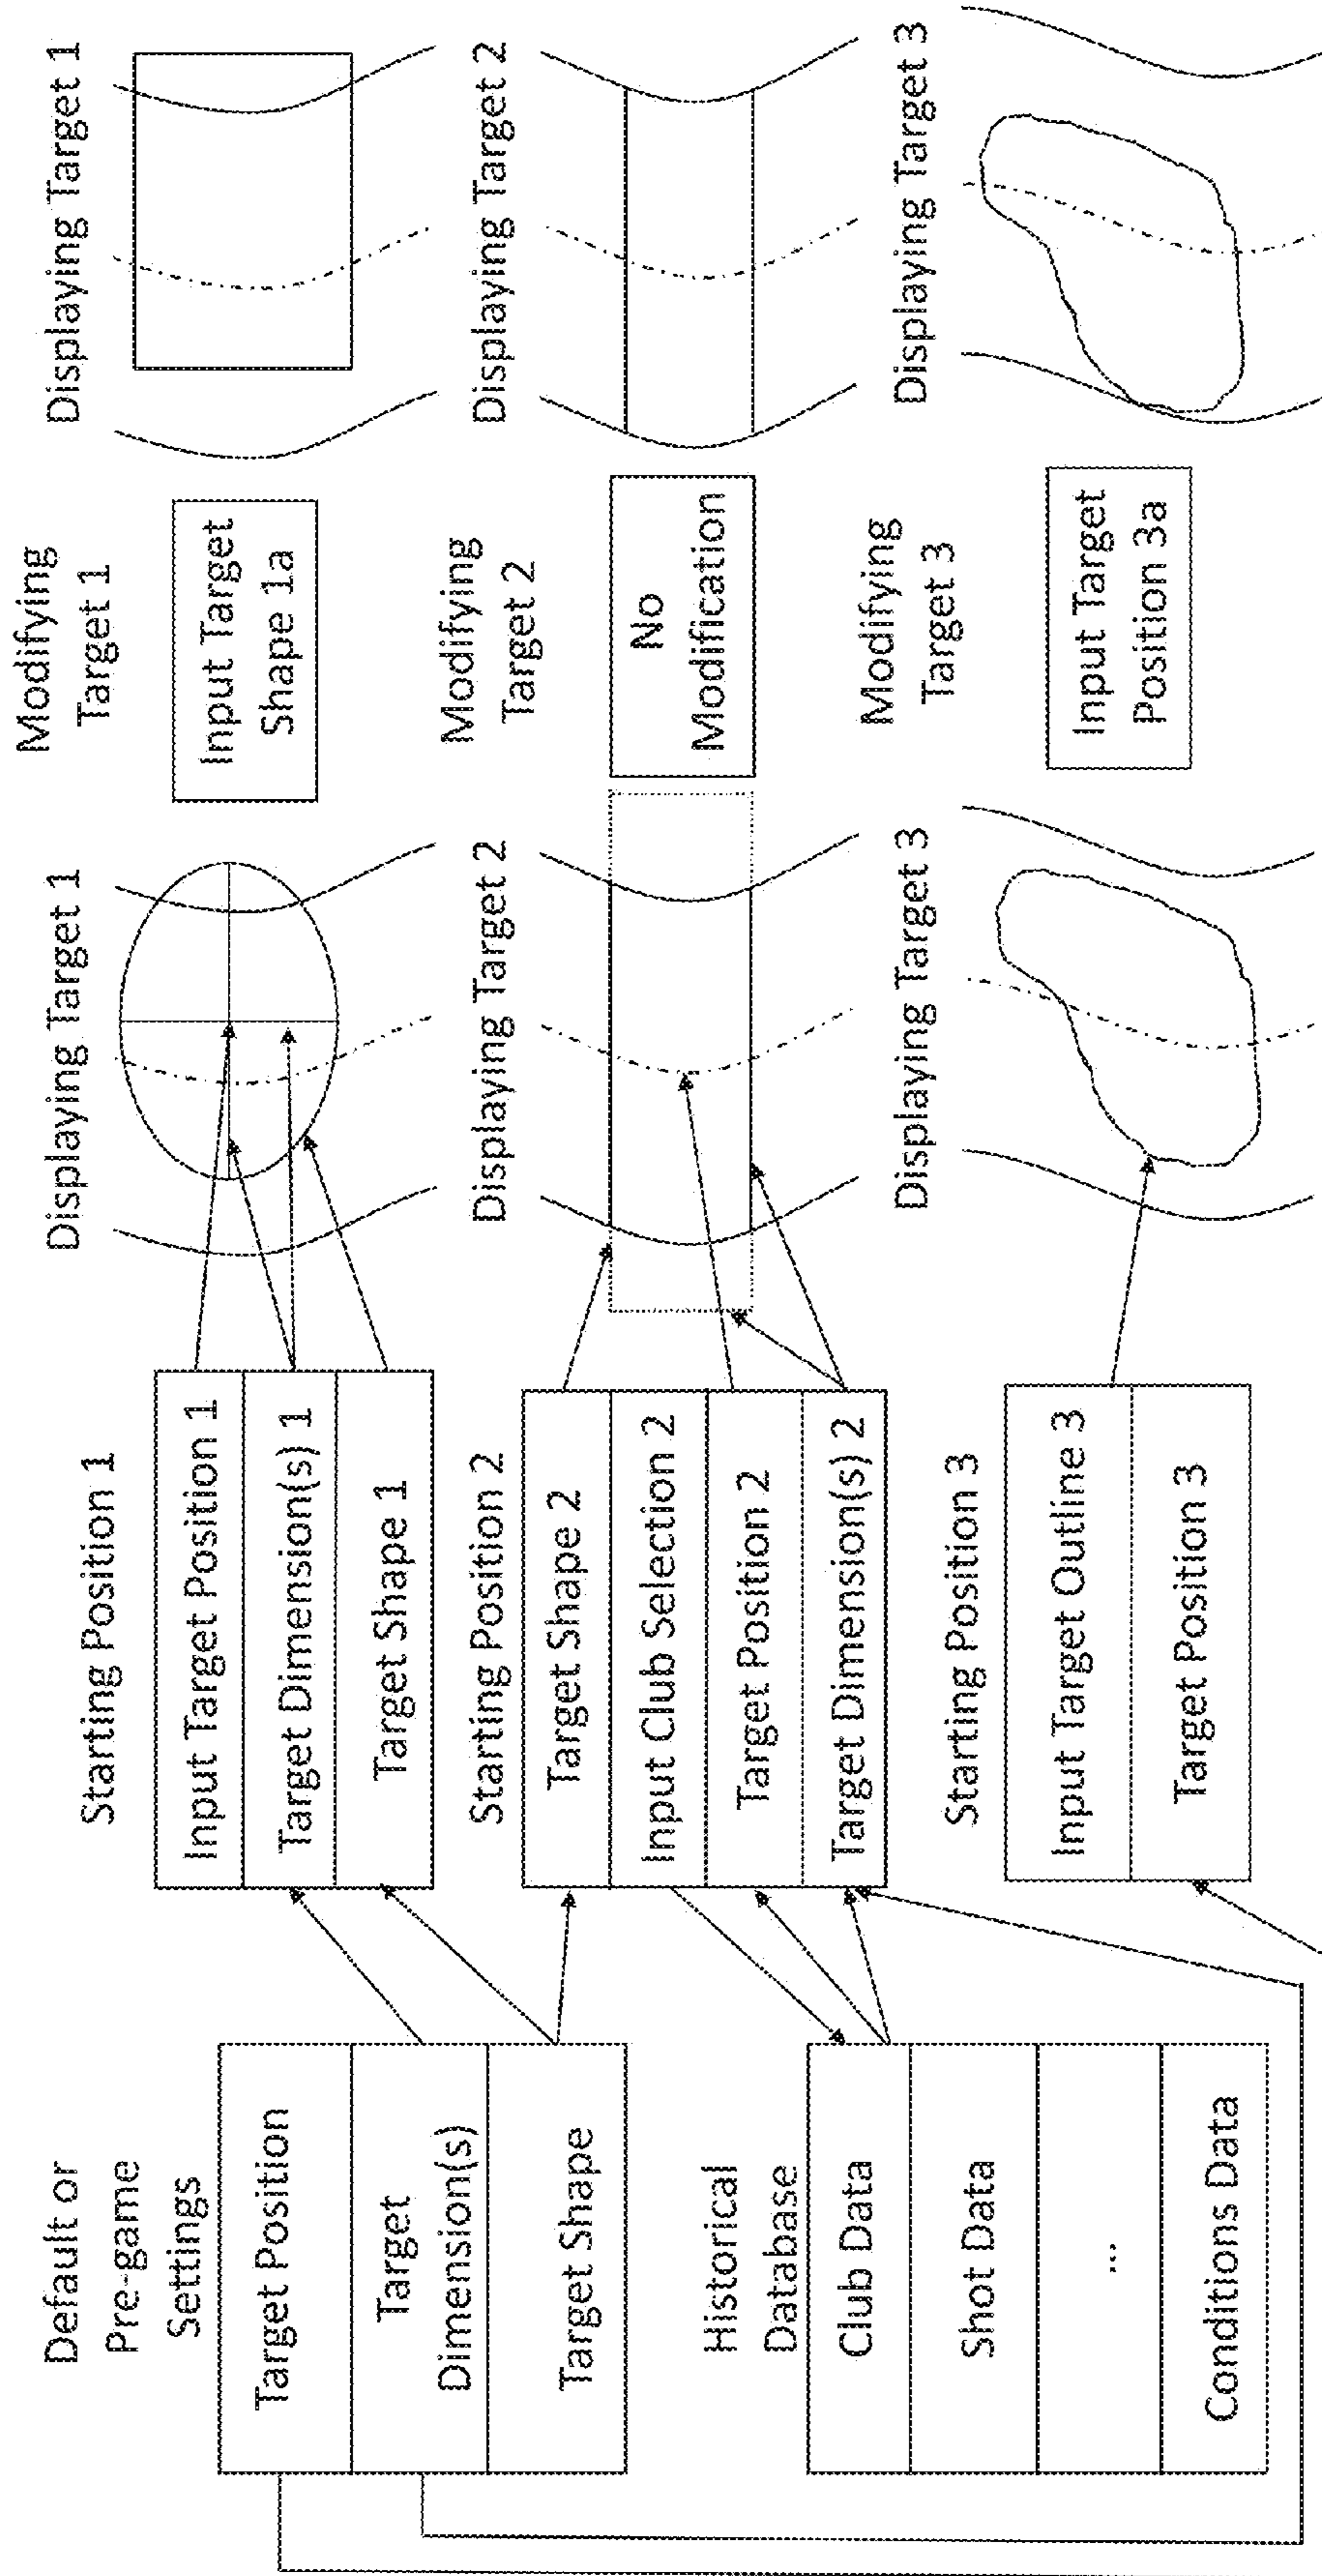 Default or
Pre-game
Settings
Target Position
Target
Dimension(s)
Target Shape
Historical
Database
Club Data
Shot Data
...
Conditions Data
Starting Position 1
Input Target Position 1
Target Dimension(s) 1
Target Shape 1
Starting Position 2
Target Shape 2
Input Club Selection 2
Target Position 2
Target Dimension(s) 2
Starting Position 3
Input Target Outline 3
Target Position 3
Displaying Target 1
Displaying Target 2
Displaying Target 3
Modifying
Target 1
Input Target
Shape 1a
Modifying
Target 2
No
Modification
Modifying
Target 3
Input Target
Position 3a
Displaying Target 1
Displaying Target 2
Displaying Target 3